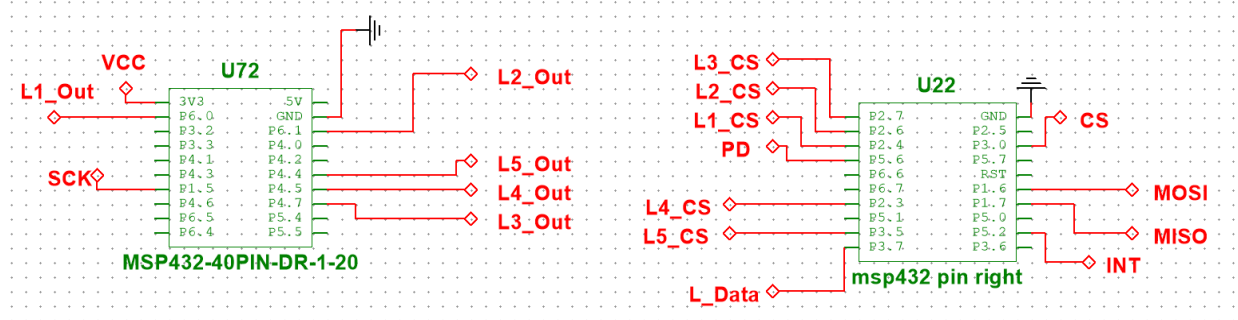 VCC
U72
L1_Out
L2_Out
3V3 5V
P6.0 GND
P3.2 P6.1
P3.3 P4.0
P4.1 P4.2
P4.3 P4.4
P1.5 P4.5
P4.6 P4.7
P6.5 P5.4
P6.4 P5.5
SCK
L5_Out
L4_Out
L3_Out
MSP432-40PIN-DR-1-20
L3_CS
U22
L2_CS
L1_CS
CS
PD
P2.7 GND
P2.6 P2.5
P2.4 P3.0
P5.6 P5.7
P6.6 RST
P6.7 P1.6
P2.3 P1.7
P5.1 P5.0
P3.5 P5.2
P3.7 P3.6
MOSI
L4_CS
L5_CS
MISO
INT
msp432 pin right
L_Data